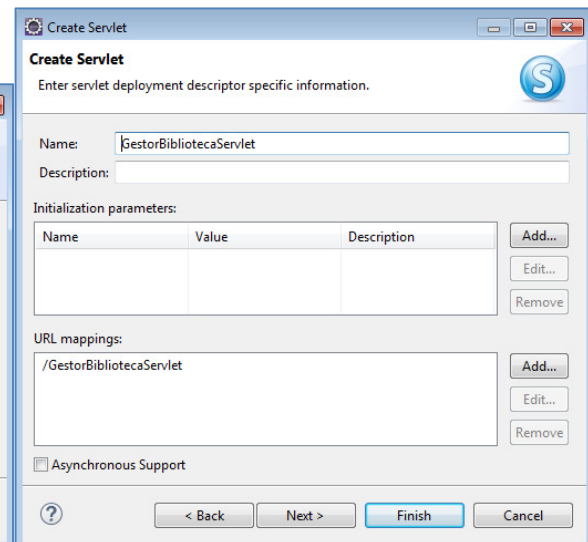 Create Servlet
Create Servlet
Enter servlet deployment descriptor specific information.
S
Name: GestorBibliotecaServlet
Description:
Initialization parameters:
Name Value Description
Add...
Edit...
Remove
URL mappings:
/GestorBibliotecaServlet
Add...
Edit...
Remove
Asynchronous Support
? < Back Next > Finish Cancel